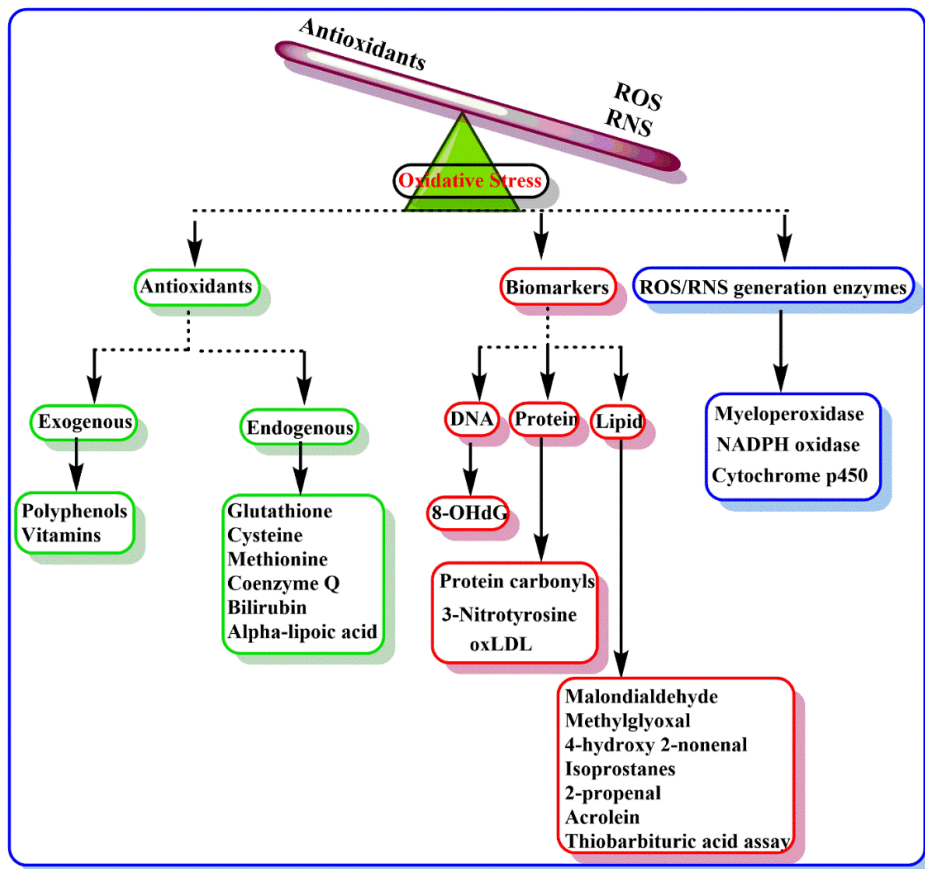 Antioxidants
ROS
RNS
Oxidative Stress
Antioxidants
Biomarkers
ROS/RNS generation enzymes
Exogenous
Endogenous
DNA
Protein
Lipid
Myeloperoxidase
NADPH oxidase
Cytochrome p450
Polyphenols
Vitamins
Glutathione
Cysteine
Methionine
Coenzyme Q
Bilirubin
Alpha-lipoic acid
8-OHdG
Protein carbonyls
3-Nitrotyrosine
oxLDL
Malondialdehyde
Methylglyoxal
4-hydroxy 2-nonenal
Isoprostanes
2-propenal
Acrolein
Thiobarbituric acid assay